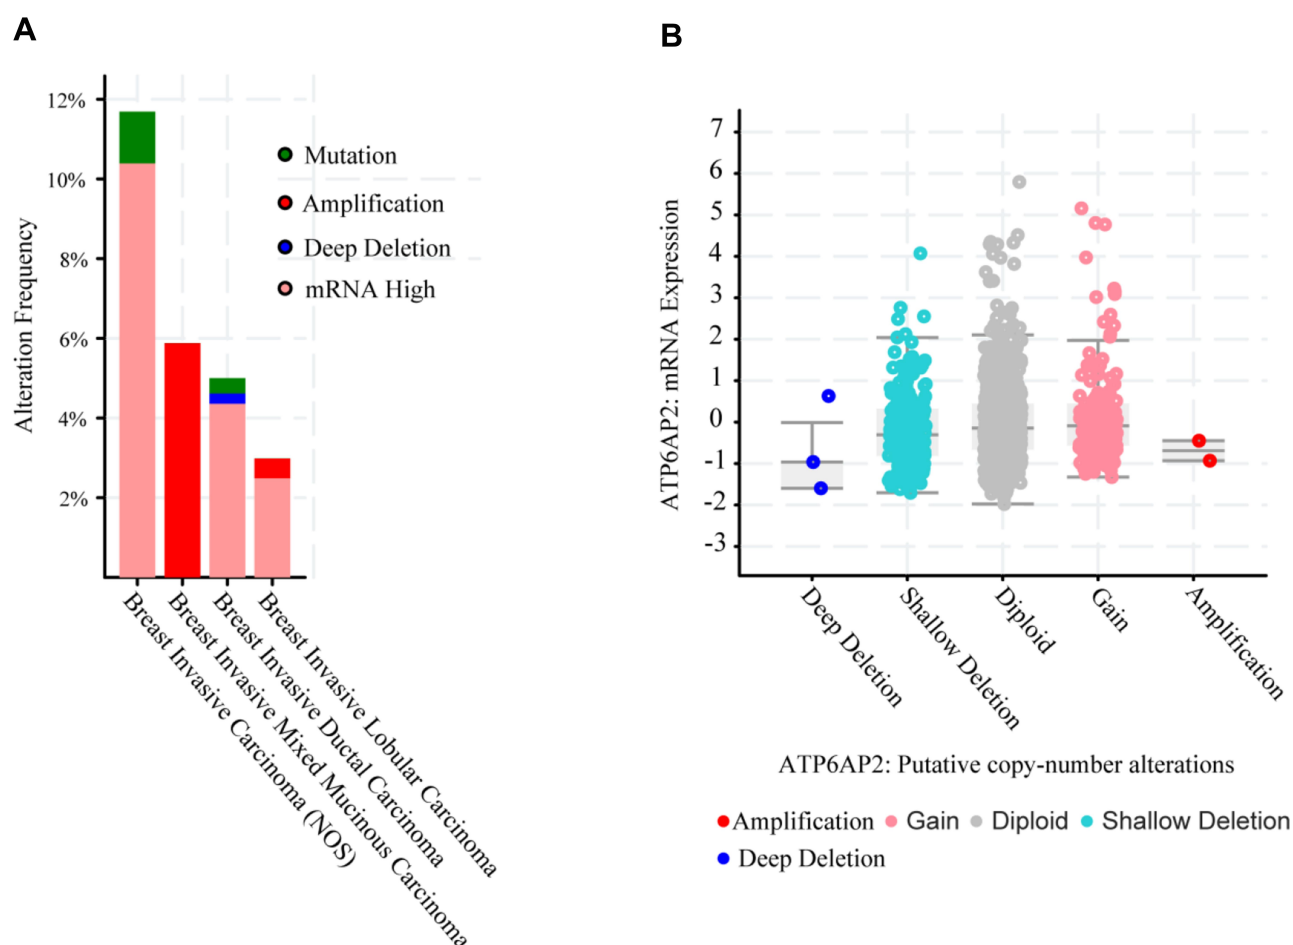 A
12%
10%
8%
6%
4%
2%
Alteration Frequency
Mutation
Amplification
Deep Deletion
mRNA High
Breast Invasive Carcinoma (NOS)
Breast Invasive Mixed Mucinous Carcinoma
Breast Invasive Ductal Carcinoma
Breast Invasive Lobular Carcinoma
B
7
6
5
4
3
2
1
0
-1
-2
-3
ATP6AP2: mRNA Expression
Deep Deletion
Shallow Deletion
Diploid
Gain
Amplification
ATP6AP2: Putative copy-number alterations
Amplification Gain Diploid Shallow Deletion
Deep Deletion